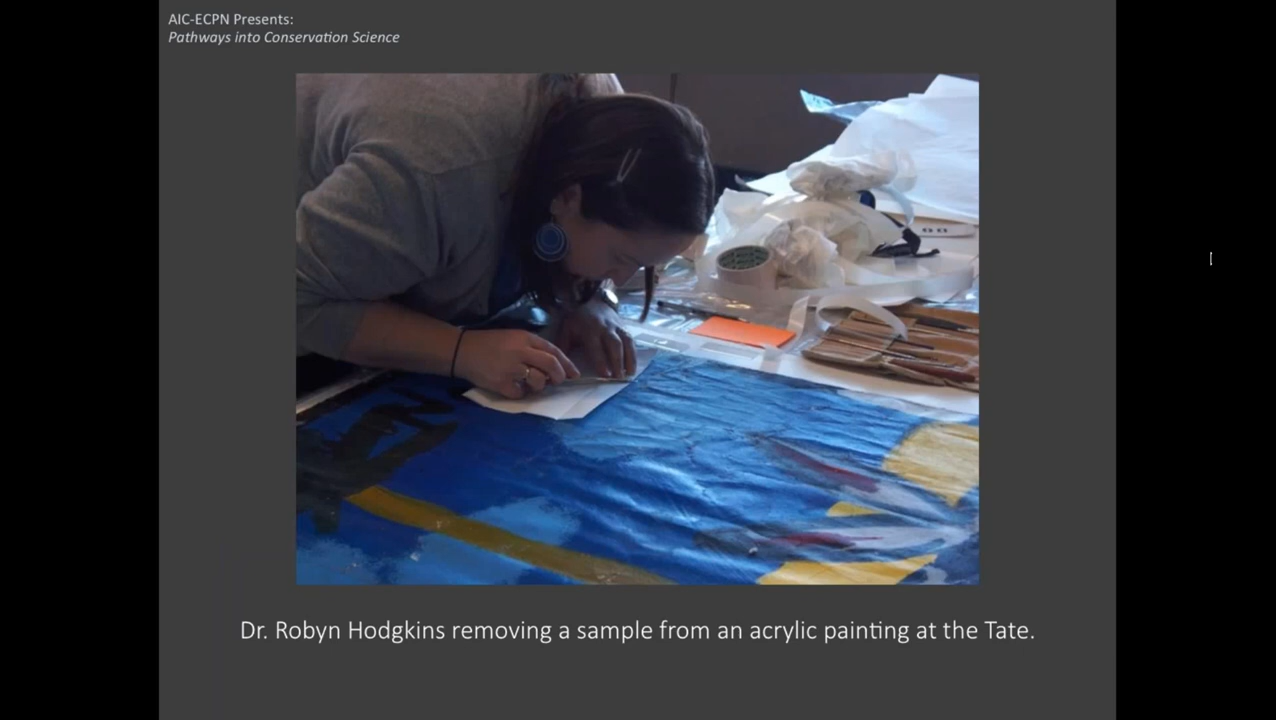 AIC-ECPN Presents:
Pathways into Conservation Science
Dr. Robyn Hodgkins removing a sample from an acrylic painting at the Tate.